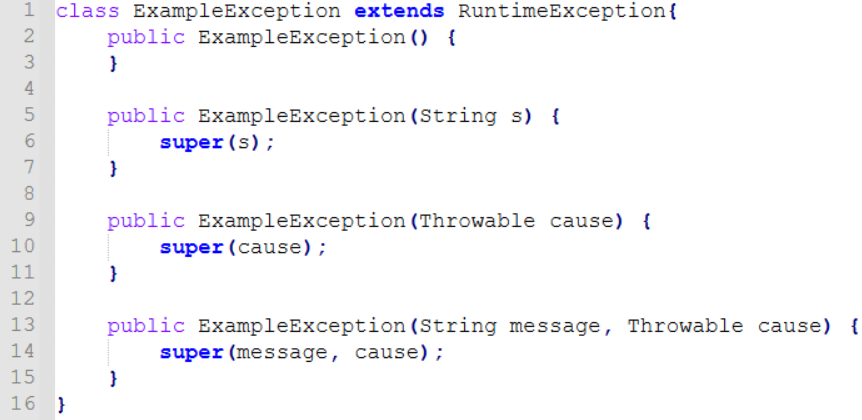 1 class ExampleException extends RuntimeException{
2 public ExampleException() {
3 }
4
5 public ExampleException(String s) {
6 super(s);
7 }
8
9 public ExampleException(Throwable cause) {
10 super(cause);
11 }
12
13 public ExampleException(String message, Throwable cause) {
14 super(message, cause);
15 }
16 }